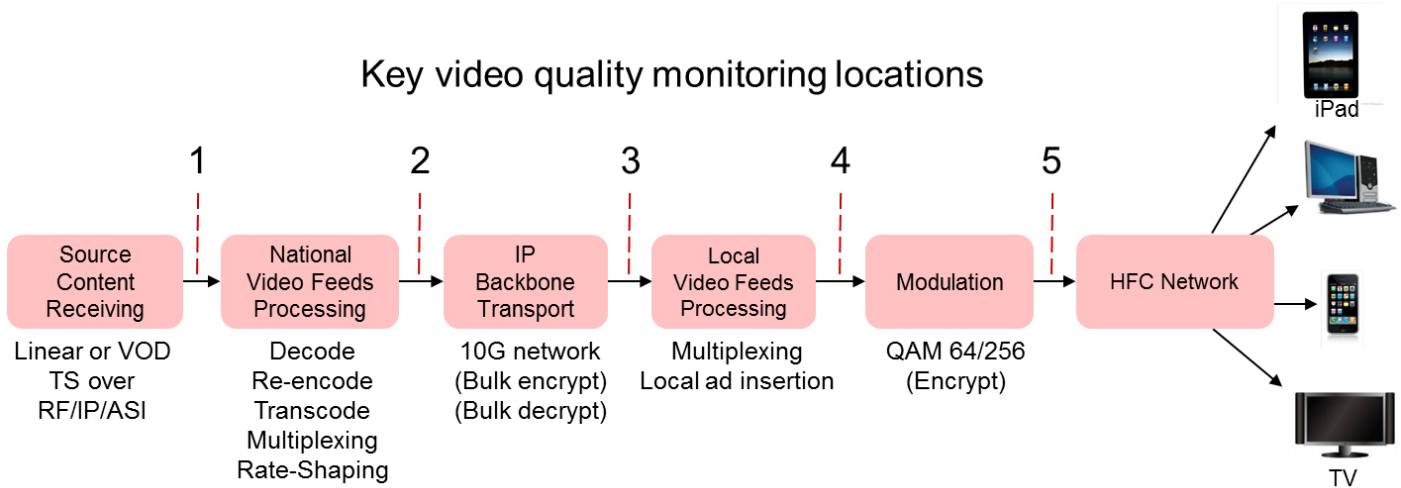 Key video quality monitoring locations
iPad
1
2
3
4
5
Source
Content
Receiving
National
Video Feeds
Processing
IP
Backbone
Transport
Local
Video Feeds
Processing
Modulation
HFC Network
Linear or VOD
TS over
RF/IP/ASI
Decode
Re-encode
Transcode
Multiplexing
Rate-Shaping
10G network
(Bulk encrypt)
(Bulk decrypt)
Multiplexing
Local ad insertion
QAM 64/256
(Encrypt)
TV